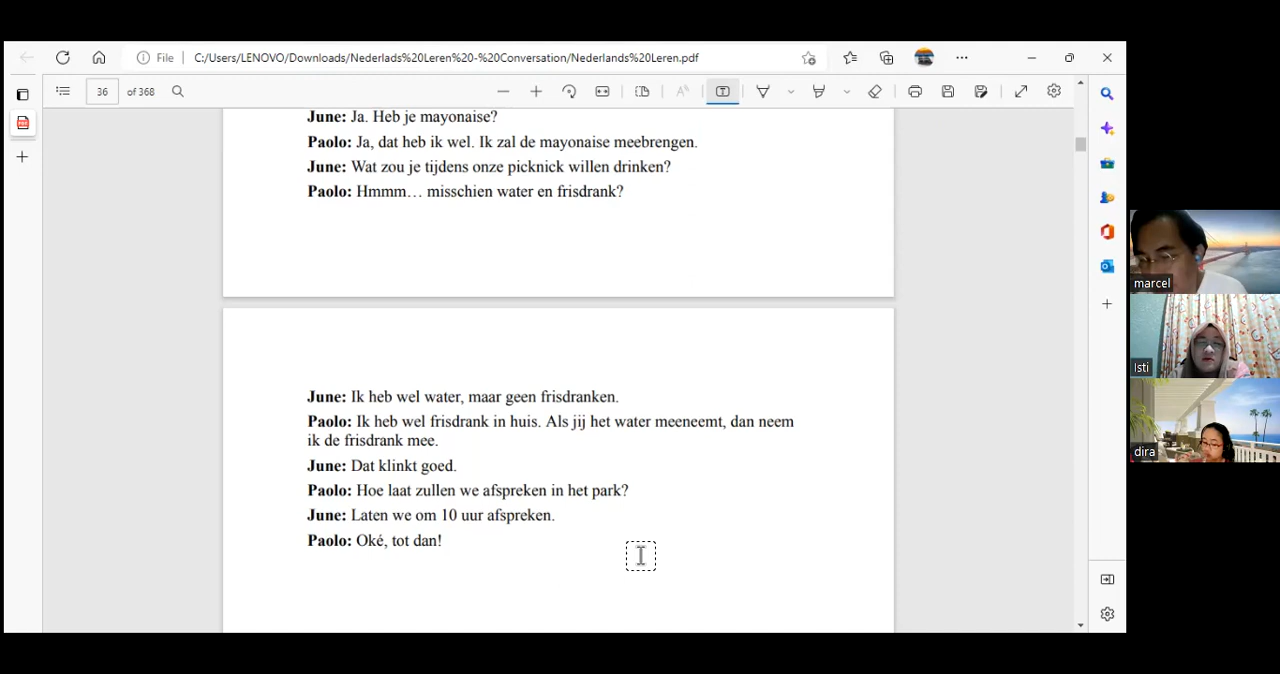 File
C:/Users/LENOVO/Downloads/Nederlads%20Leren%20-%20Conversation/Nederlands%20Leren.pdf
36 of 368
June: Ja. Heb je mayonaise?
Paolo: Ja, dat heb ik wel. Ik zal de mayonaise meebrengen.
June: Wat zou je tijdens onze picknick willen drinken?
Paolo: Hmmm… misschien water en frisdrank?
June: Ik heb wel water, maar geen frisdranken.
Paolo: Ik heb wel frisdrank in huis. Als jij het water meeneemt, dan neem
ik de frisdrank mee.
June: Dat klinkt goed.
Paolo: Hoe laat zullen we afspreken in het park?
June: Laten we om 10 uur afspreken.
Paolo: Oké, tot dan!
marcel
Isti
dira